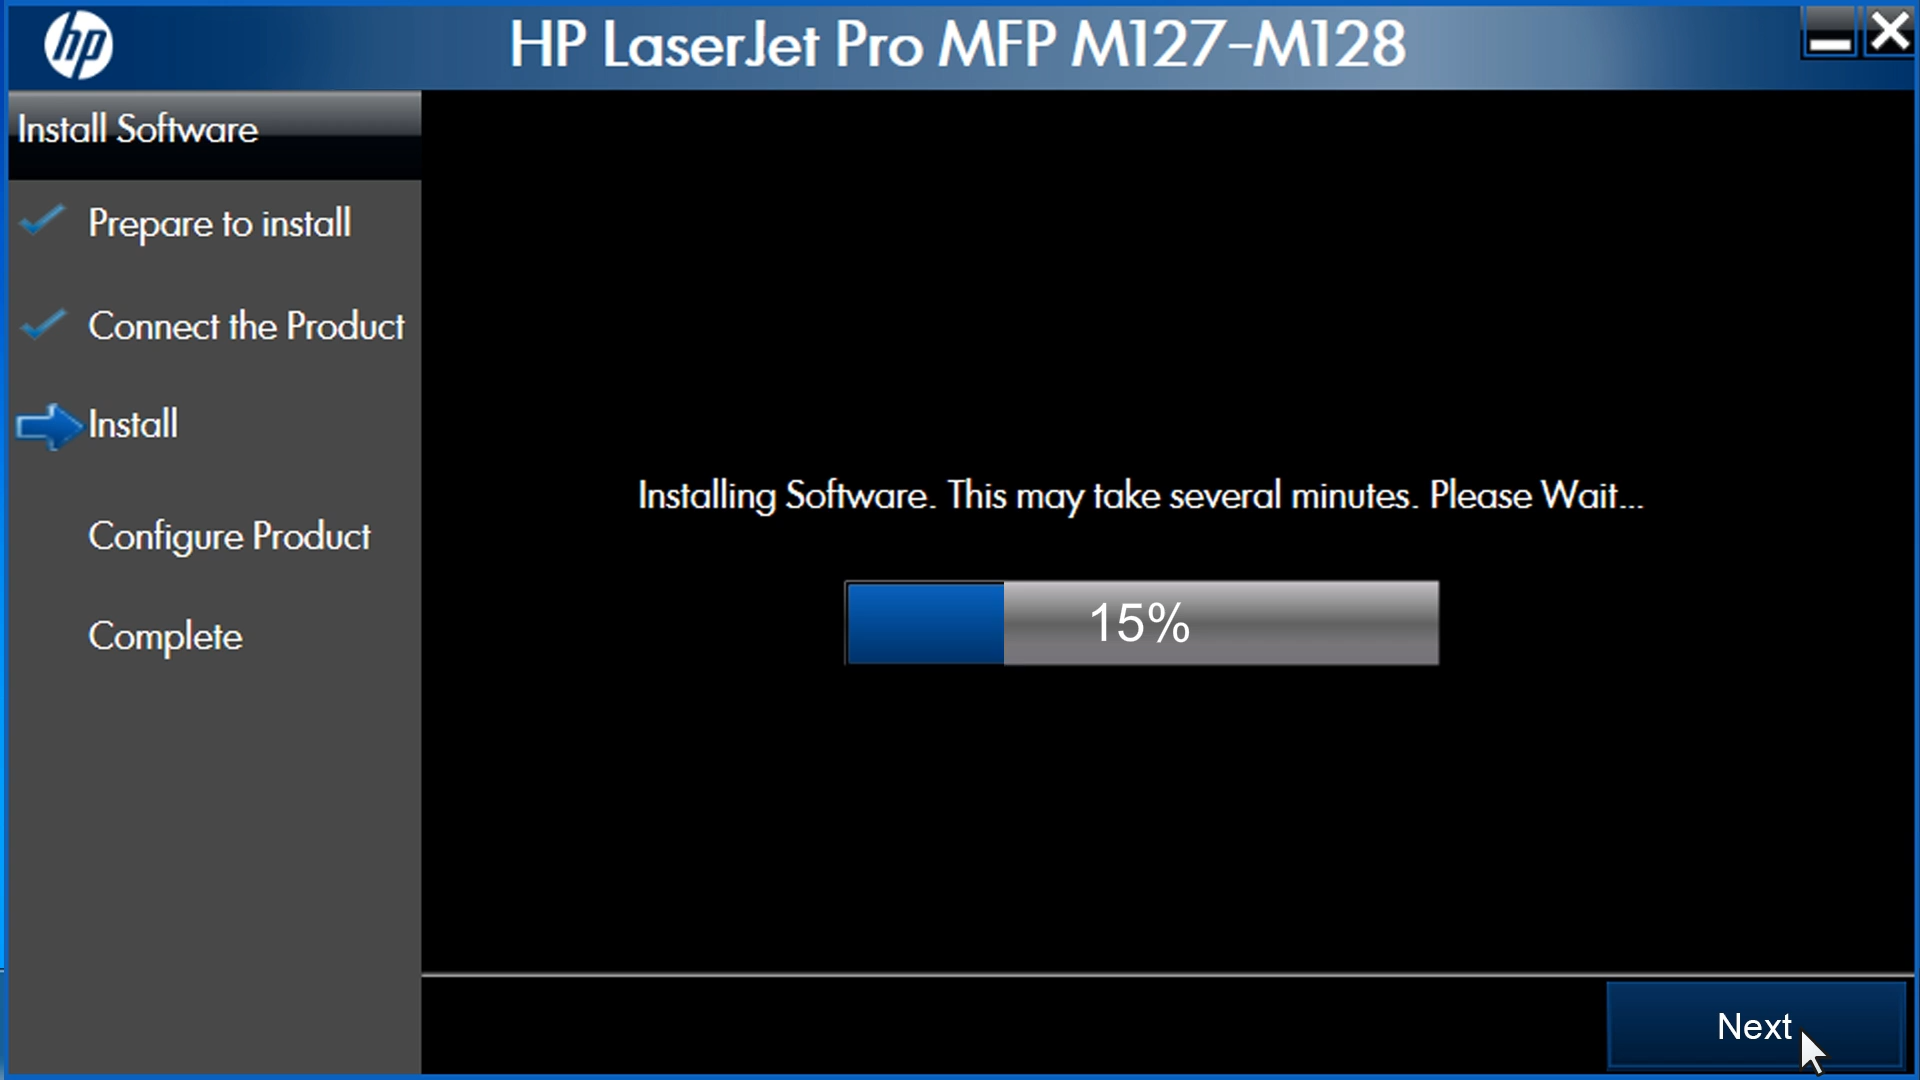 hp
HP LaserJet Pro MFP M127-M128
Install Software
Prepare to install
Connect the Product
Install
Configure Product
Complete
Installing Software. This may take several minutes. Please Wait...
15%
Next